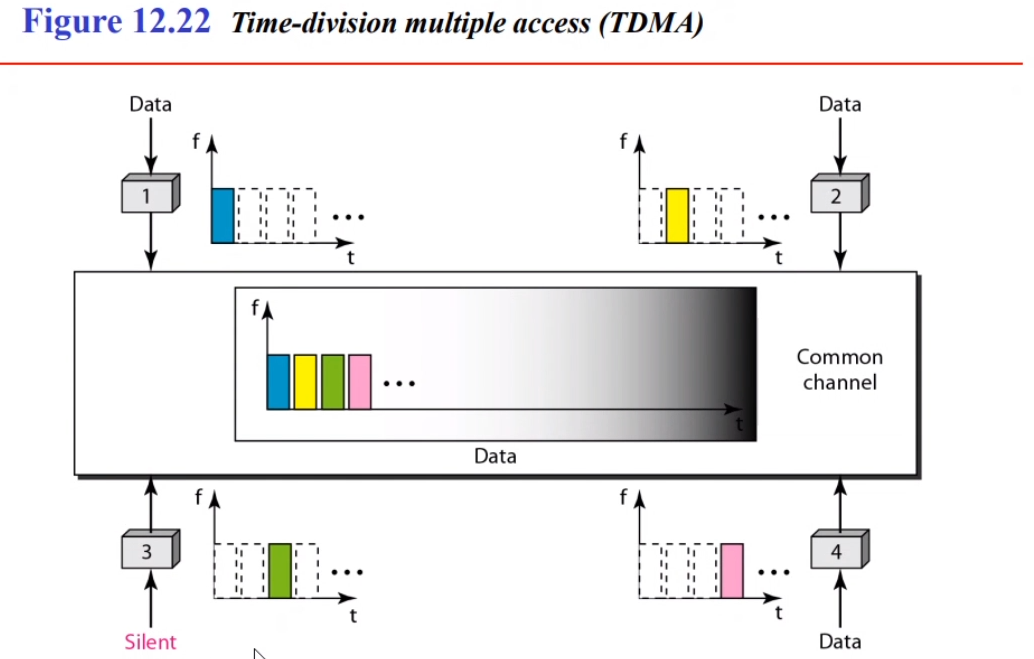 Figure 12.22 Time-division multiple access (TDMA)
Data
Data
f
f
1
2
...
...
t
t
f
Common
channel
...
t
Data
f
f
3
4
...
...
t
t
Silent
Data